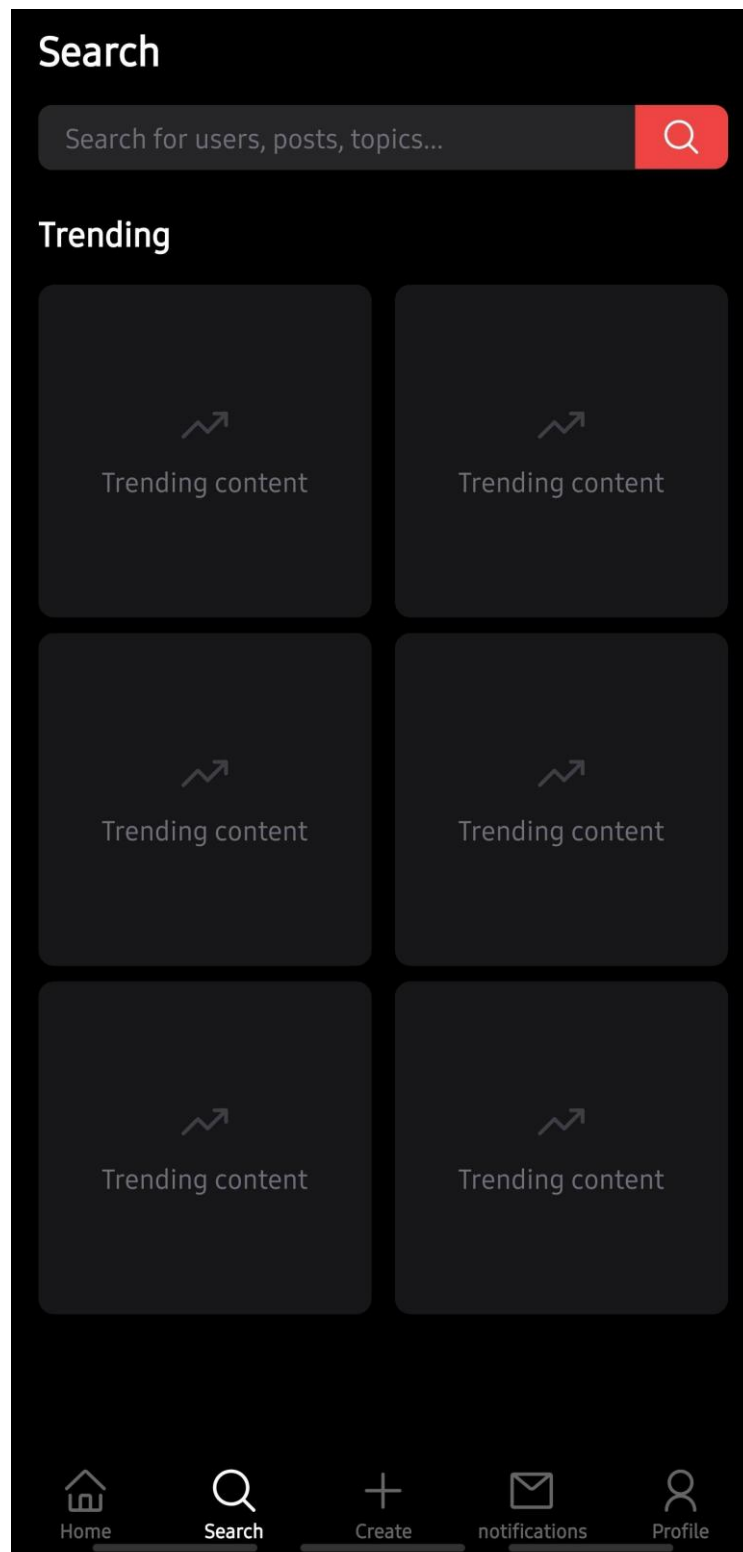 Search
Search for users, posts, topics...
Trending
Trending content Trending content
Trending content Trending content
Trending content Trending content
Home Search Create notifications Profile